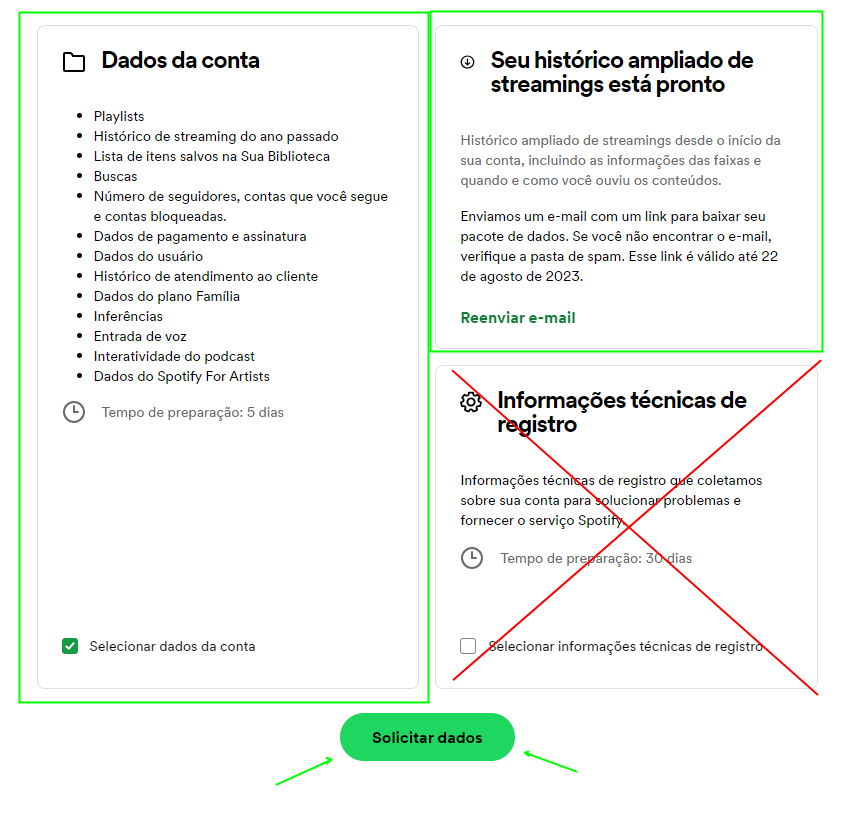 Dados da conta
Playlists
Histórico de streaming do ano passado
Lista de itens salvos na Sua Biblioteca
Buscas
Número de seguidores, contas que você segue
e contas bloqueadas.
Dados de pagamento e assinatura
Dados do usuário
Histórico de atendimento ao cliente
Dados do plano Família
Inferências
Entrada de voz
Interatividade do podcast
Dados do Spotify For Artists
Tempo de preparação: 5 dias
Selecionar dados da conta
Seu histórico ampliado de
streamings está pronto
Histórico ampliado de streamings desde o início da
sua conta, incluindo as informações das faixas e
quando e como você ouviu os conteúdos.
Enviamos um e-mail com um link para baixar seu
pacote de dados. Se você não encontrar o e-mail,
verifique a pasta de spam. Esse link é válido até 22
de agosto de 2023.
Reenviar e-mail
Informações técnicas de
registro
Informações técnicas de registro que coletamos
sobre sua conta para solucionar problemas e
fornecer o serviço Spotify.
Tempo de preparação: 30 dias
Selecionar informações técnicas de registro
Solicitar dados